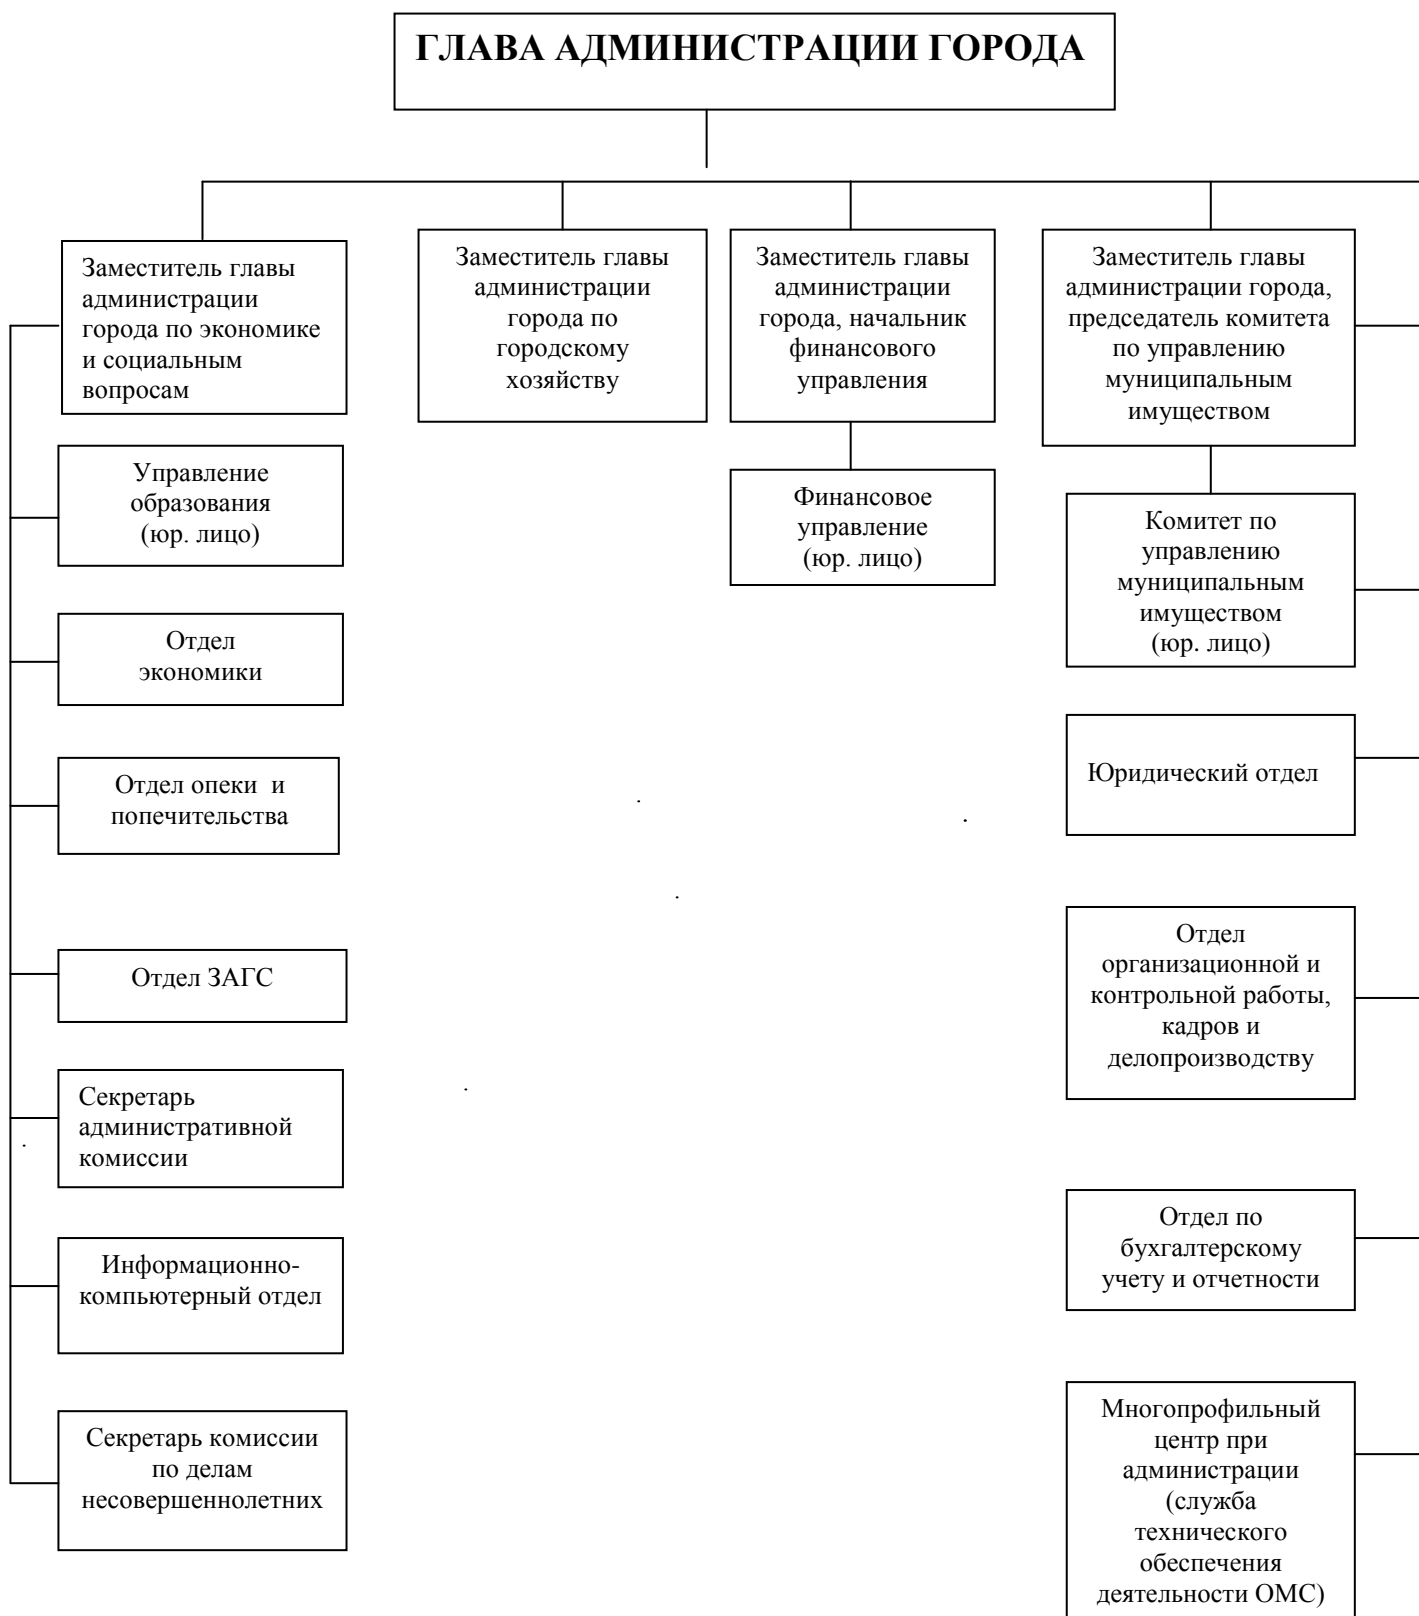 ГЛАВА АДМИНИСТРАЦИИ ГОРОДА
Заместитель главы
администрации
города по экономике
и социальным
вопросам
Заместитель главы
администрации
города по
городскому
хозяйству
Заместитель главы
администрации
города, начальник
финансового
управления
Заместитель главы
администрации города,
председатель комитета
по управлению
муниципальным
имуществом
Управление
образования
(юр. лицо)
Финансовое
управление
(юр. лицо)
Комитет по
управлению
муниципальным
имуществом
(юр. лицо)
Отдел
экономики
Юридический отдел
Отдел опеки и
попечительства
Отдел
организационной и
контрольной работы,
кадров и
делопроизводству
Отдел ЗАГС
Секретарь
административной
комиссии
Отдел по
бухгалтерскому
учету и отчетности
Информационно-
компьютерный отдел
Многопрофильный
центр при
администрации
(служба
технического
обеспечения
деятельности ОМС)
Секретарь комиссии
по делам
несовершеннолетних